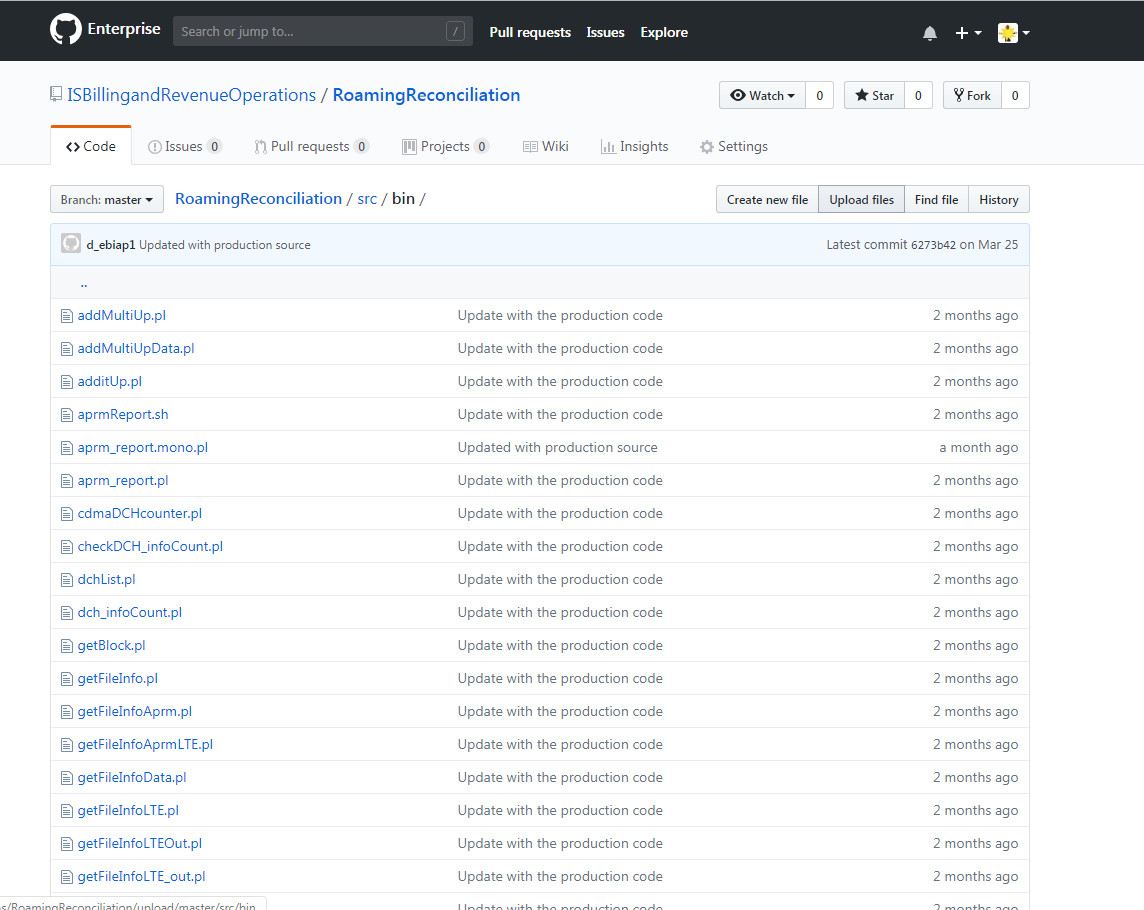 Enterprise Search or jump to... / Pull requests Issues Explore
ISBillingandRevenueOperations / RoamingReconciliation Watch 0 Star 0 Fork 0
Code Issues 0 Pull requests 0 Projects 0 Wiki Insights Settings
Branch: master RoamingReconciliation / src / bin / Create new file Upload files Find file History
d_ebiap1 Updated with production source Latest commit 6273b42 on Mar 25
..
addMultiUp.pl Update with the production code 2 months ago
addMultiUpData.pl Update with the production code 2 months ago
additUp.pl Update with the production code 2 months ago
aprmReport.sh Update with the production code 2 months ago
aprm_report.mono.pl Updated with production source a month ago
aprm_report.pl Update with the production code 2 months ago
cdmaDCHcounter.pl Update with the production code 2 months ago
checkDCH_infoCount.pl Update with the production code 2 months ago
dchList.pl Update with the production code 2 months ago
dch_infoCount.pl Update with the production code 2 months ago
getBlock.pl Update with the production code 2 months ago
getFileInfo.pl Update with the production code 2 months ago
getFileInfoAprm.pl Update with the production code 2 months ago
getFileInfoAprmLTE.pl Update with the production code 2 months ago
getFileInfoData.pl Update with the production code 2 months ago
getFileInfoLTE.pl Update with the production code 2 months ago
getFileInfoLTEOut.pl Update with the production code 2 months ago
getFileInfoLTE_out.pl Update with the production code 2 months ago
s/RoamingReconciliation/upload/master/src/bin Update with the production code 2 months ago